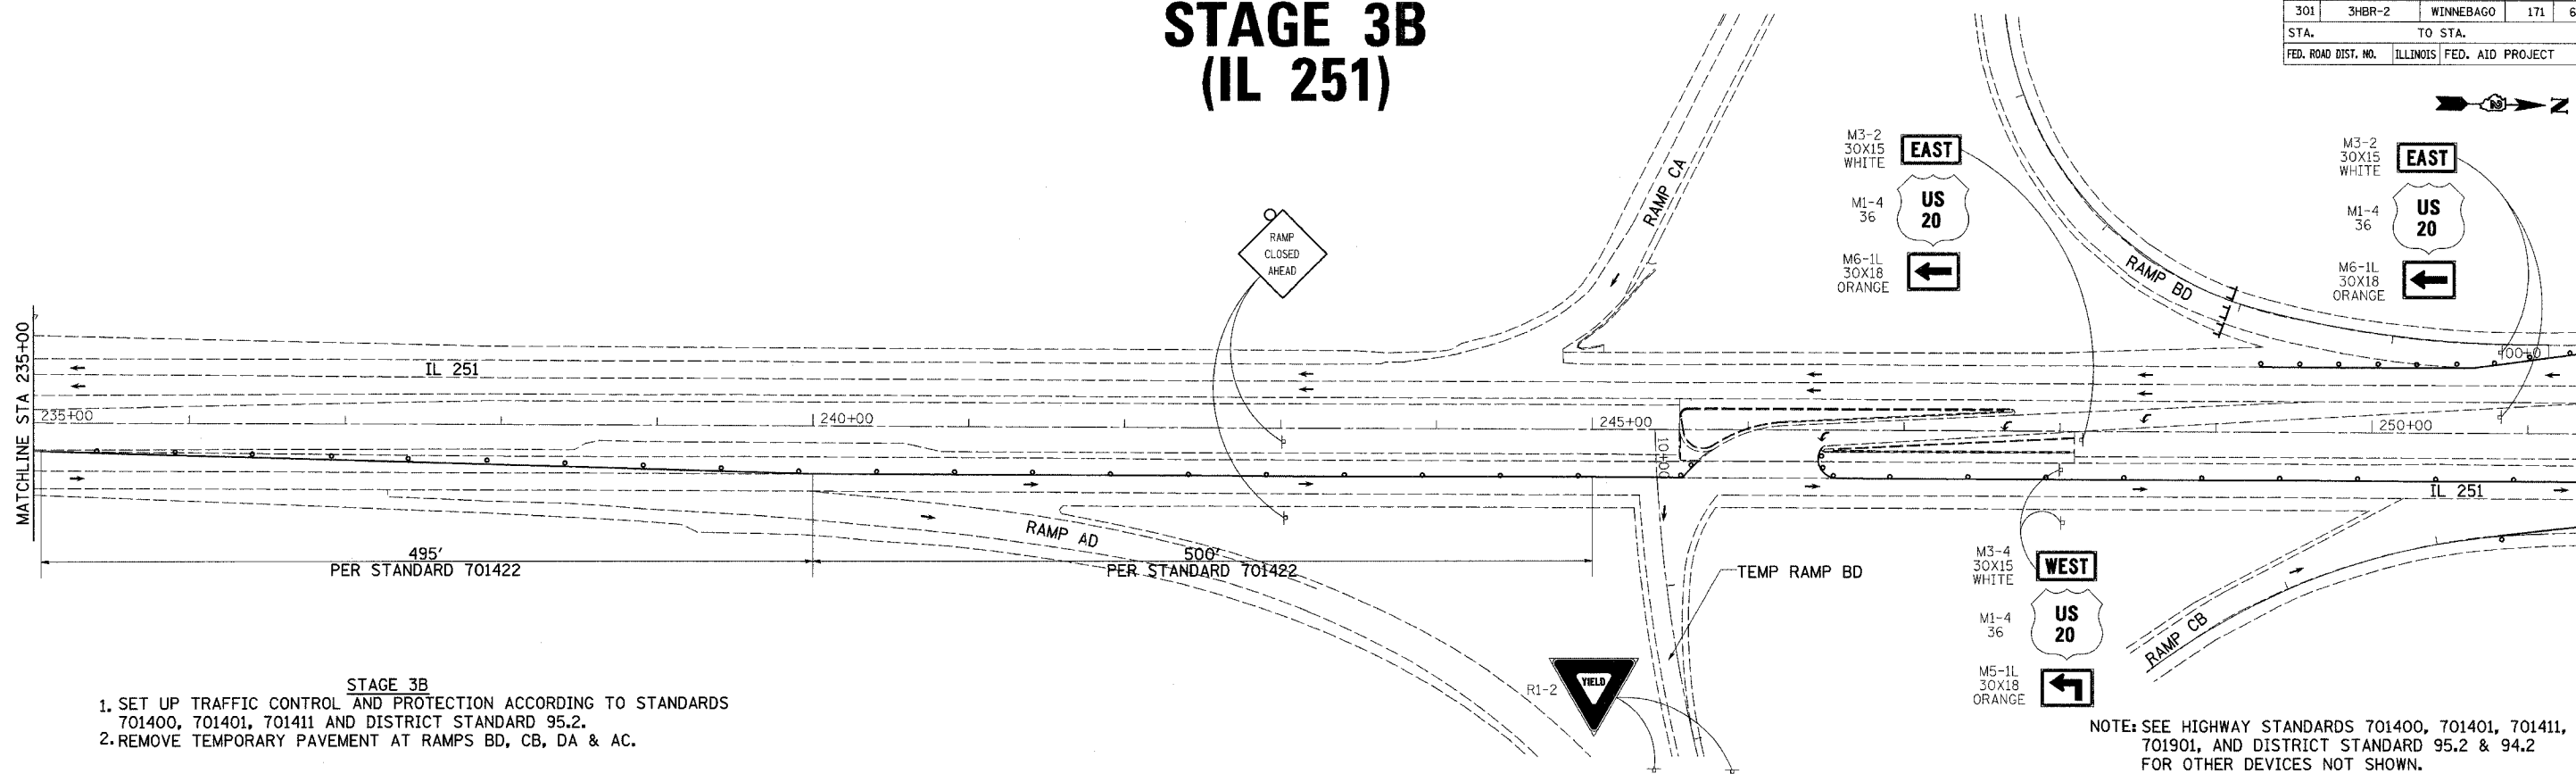 STAGE 3B
(IL 251)
301 3HBR-2 WINNEBAGO 171 6
STA. TO STA.
FED. ROAD DIST. NO. ILLINOIS FED. AID PROJECT
N
M3-2
30X15
WHITE
EAST
M1-4
36
US
20
M6-1L
30X18
ORANGE
M3-2
30X15
WHITE
EAST
M1-4
36
US
20
M6-1L
30X18
ORANGE
RAMP CA
RAMP BD
RAMP
CLOSED
AHEAD
MATCHLINE STA 235+00
IL 251
235+00
240+00
245+00
250+00
10+00
IL 251
RAMP AD
495'
PER STANDARD 701422
500'
PER STANDARD 701422
TEMP RAMP BD
M3-4
30X15
WHITE
WEST
M1-4
36
US
20
M5-1L
30X18
ORANGE
RAMP CB
R1-2
YIELD
STAGE 3B
1. SET UP TRAFFIC CONTROL AND PROTECTION ACCORDING TO STANDARDS
701400, 701401, 701411 AND DISTRICT STANDARD 95.2.
2. REMOVE TEMPORARY PAVEMENT AT RAMPS BD, CB, DA & AC.
NOTE: SEE HIGHWAY STANDARDS 701400, 701401, 701411,
701901, AND DISTRICT STANDARD 95.2 & 94.2
FOR OTHER DEVICES NOT SHOWN.